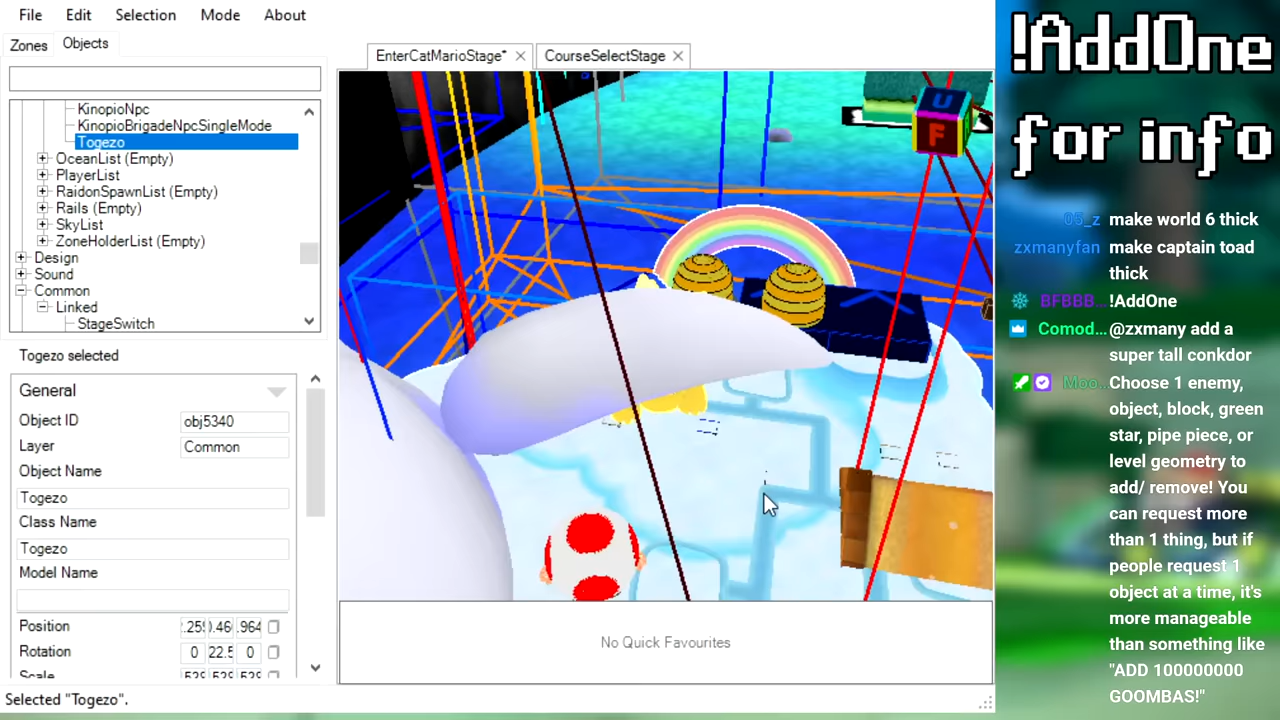 File Edit Selection Mode About
Zones Objects
EnterCatMarioStage* CourseSelectStage
KinopioNpc
KinopioBrigadeNpcSingleMode
Togezo
OceanList (Empty)
PlayerList
RaidonSpawnList (Empty)
Rails (Empty)
SkyList
ZoneHolderList (Empty)
Design
Sound
Common
Linked
StageSwitch
Togezo selected
General
Object ID obj5340
Layer Common
Object Name
Togezo
Class Name
Togezo
Model Name
Position
Rotation 0 22.5 0
Scale
Selected "Togezo".
U
F
No Quick Favourites
!AddOne
for info
05_z make world 6 thick
zxmanyfan make captain toad
thick
BFBBB... !AddOne
Comod... @zxmany add a
super tall conkdor
Moo... Choose 1 enemy,
object, block, green
star, pipe piece, or
level geometry to
add/ remove! You
can request more
than 1 thing, but if
people request 1
object at a time, it's
more manageable
than something like
"ADD 100000000
GOOMBAS!"